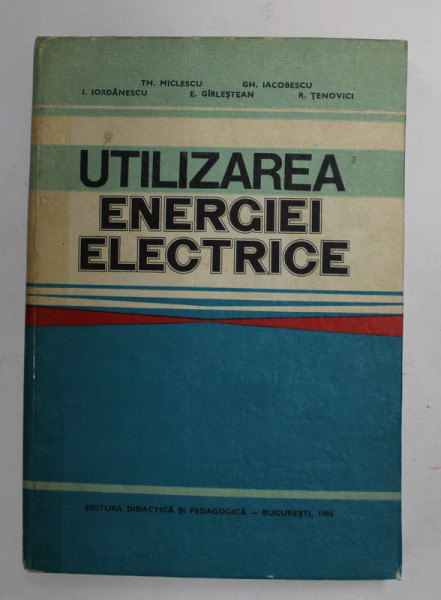 TH. MICLESCU GH. IACOBESCU
I. IORDĂNESCU E. GÎRLEȘTEAN R. ȚENOVICI
UTILIZAREA
ENERGIEI
ELECTRICE
EDITURA DIDACTICĂ ȘI PEDAGOGICĂ – BUCUREȘTI, 1980